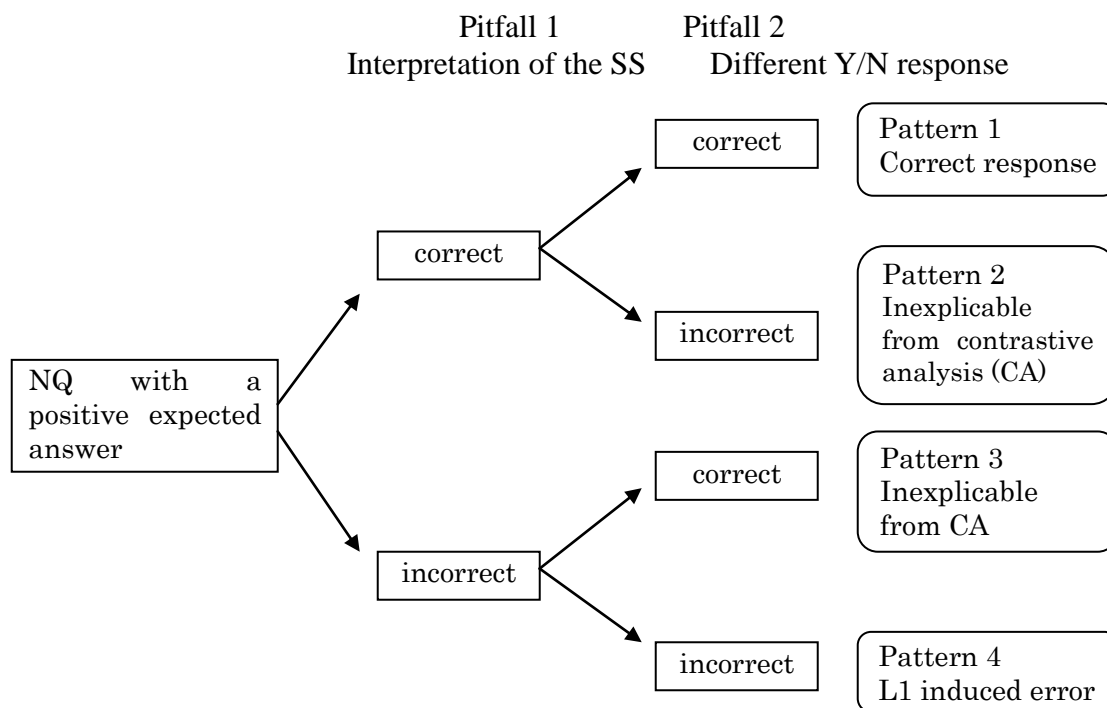 Pitfall 1 Pitfall 2
Interpretation of the SS Different Y/N response
correct
Pattern 1
Correct response
correct
incorrect
Pattern 2
Inexplicable
from contrastive
analysis (CA)
NQ with a
positive expected
answer
correct
Pattern 3
Inexplicable
from CA
incorrect
incorrect
Pattern 4
L1 induced error